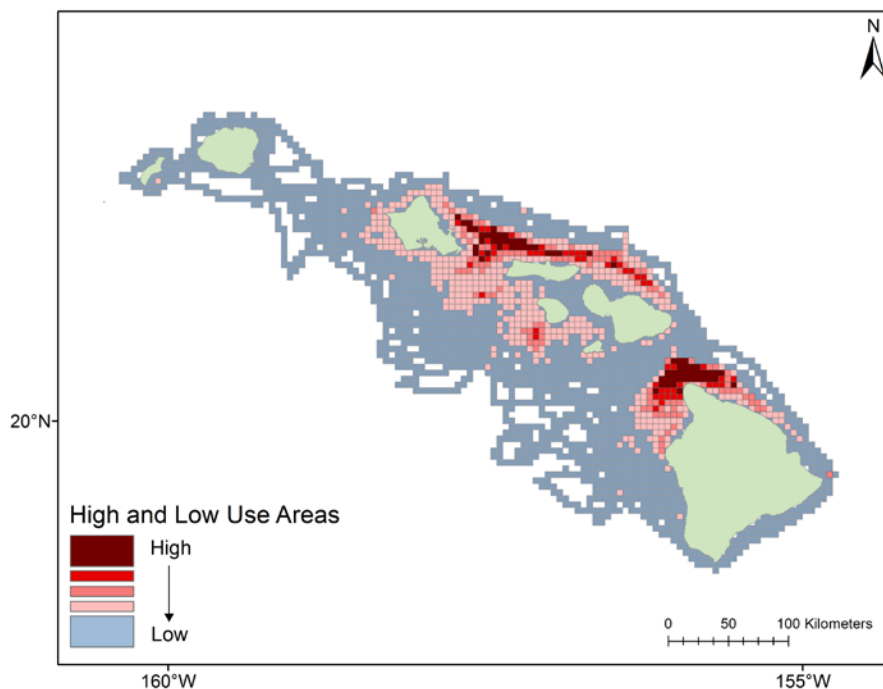 N
20°N
High and Low Use Areas
High
Low
0 50 100 Kilometers
160°W 155°W